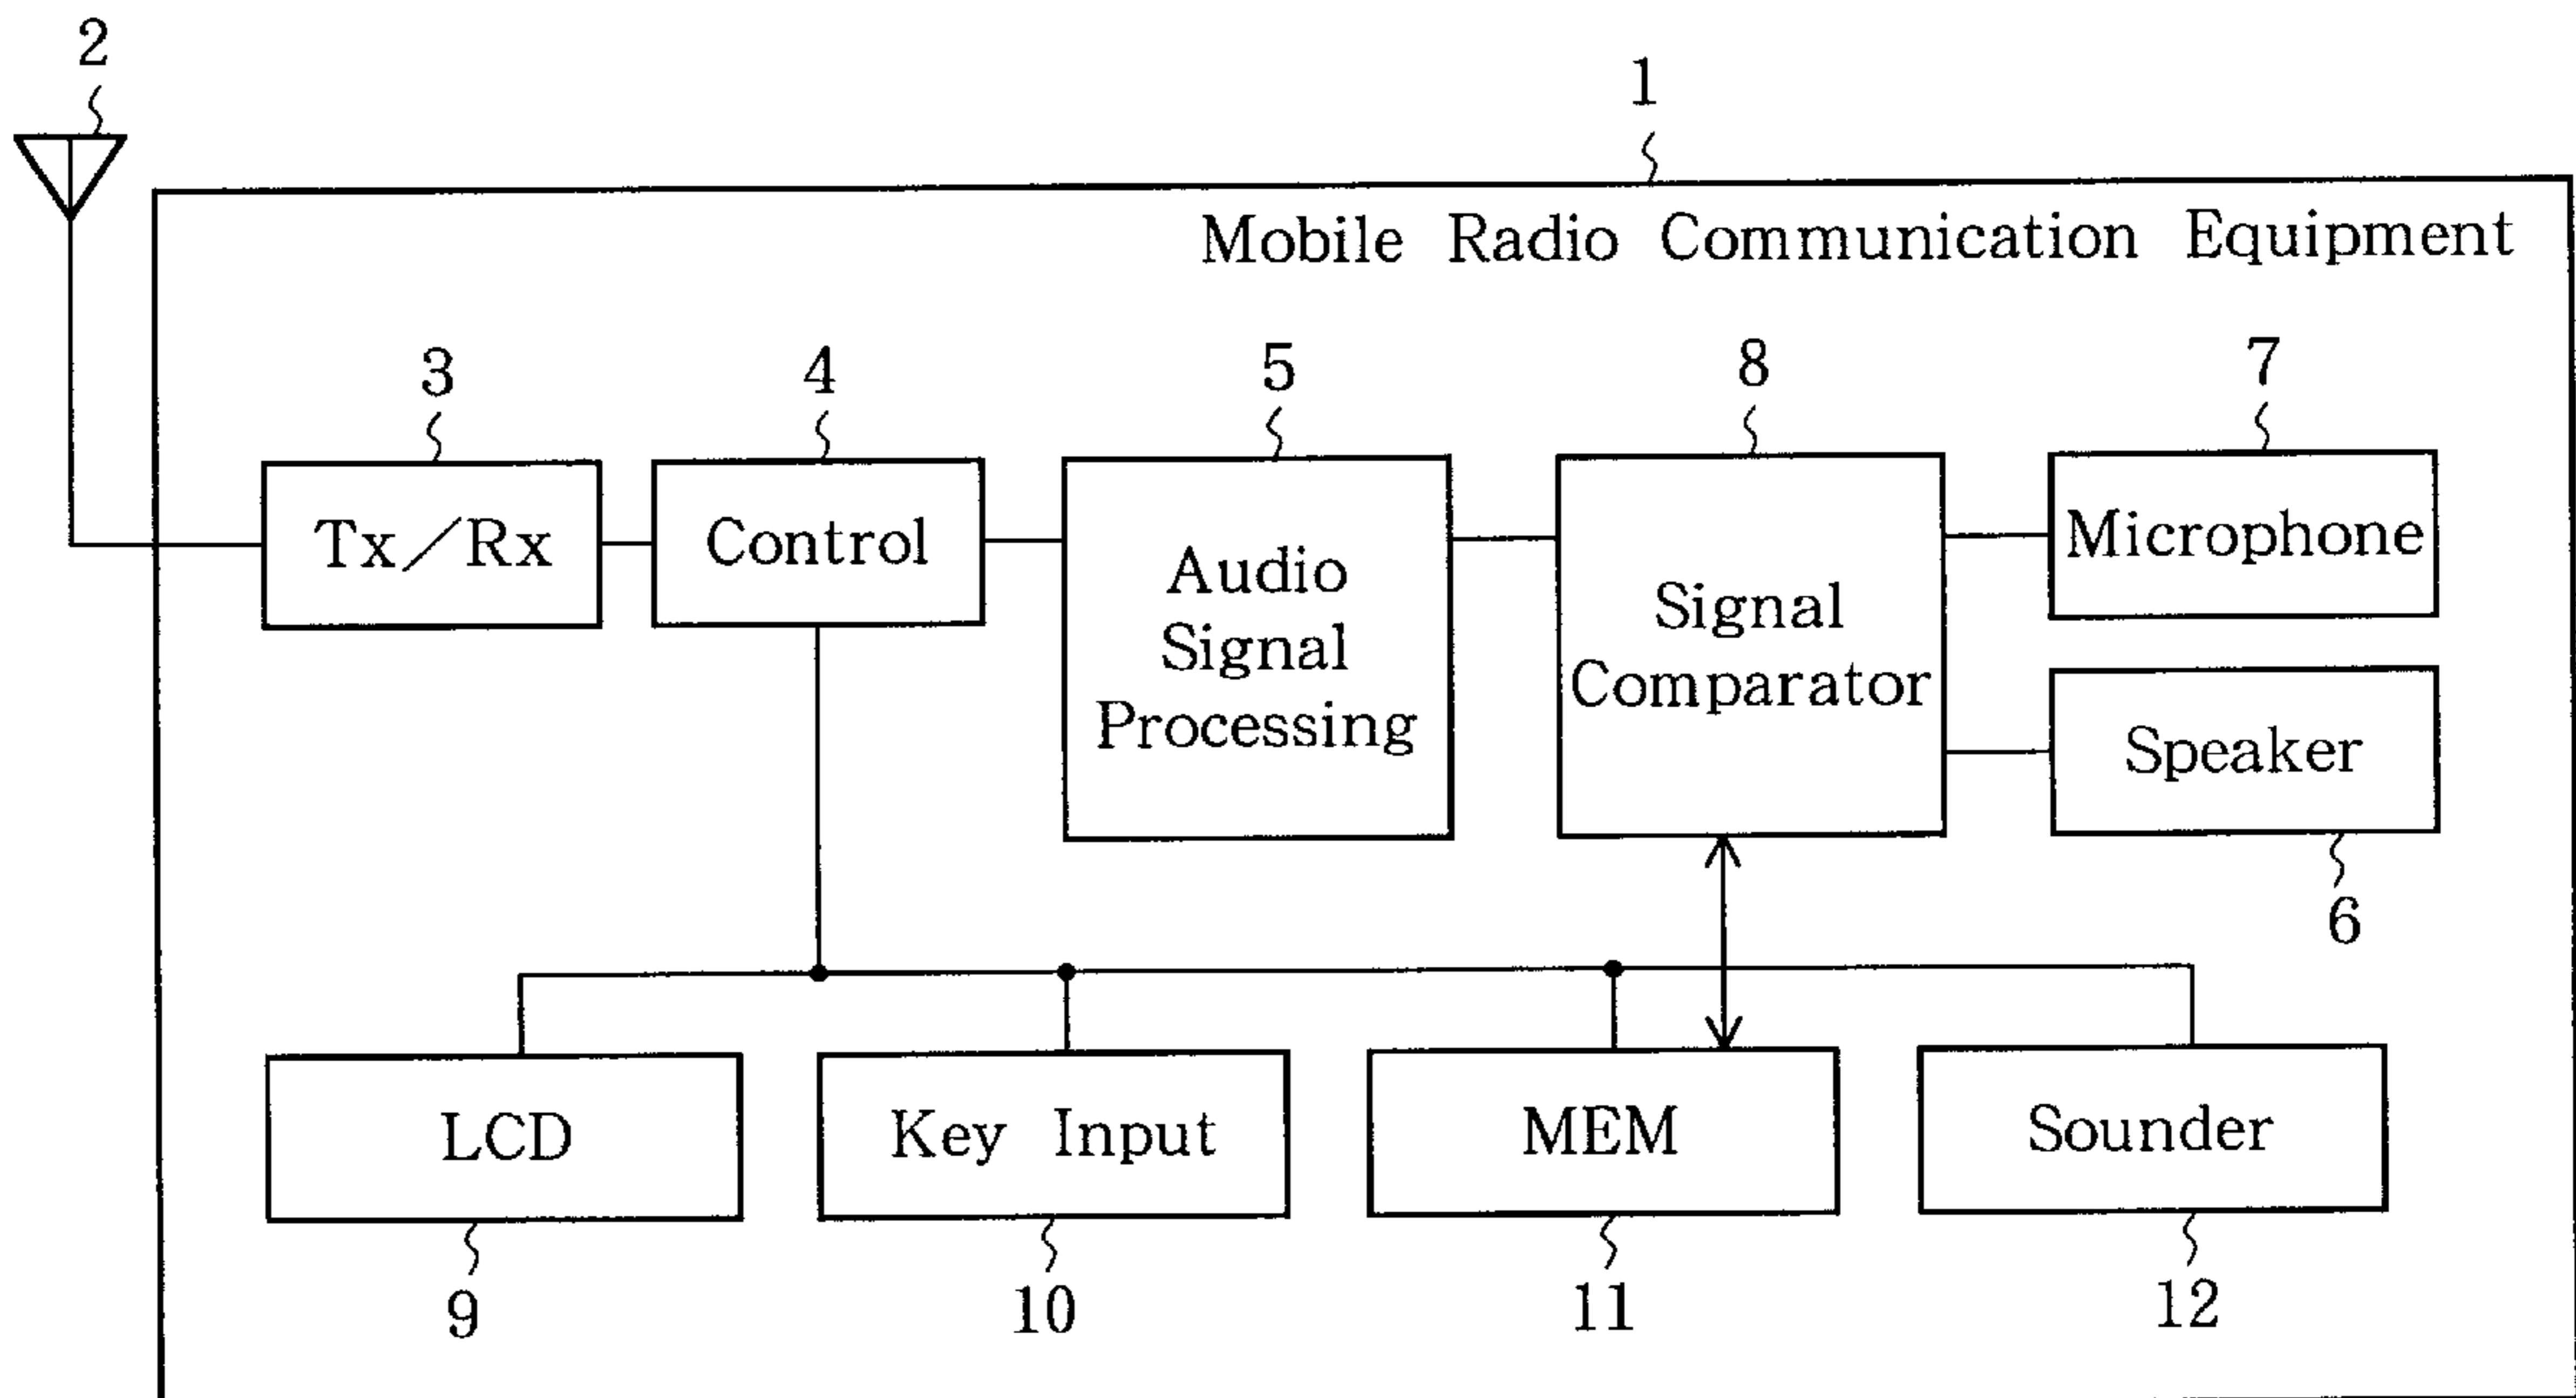 2
1
Mobile Radio Communication Equipment
3
4
5
8
7
Tx/Rx
Control
Audio
Signal
Processing
Signal
Comparator
Microphone
Speaker
6
LCD
Key Input
MEM
Sounder
9
10
11
12